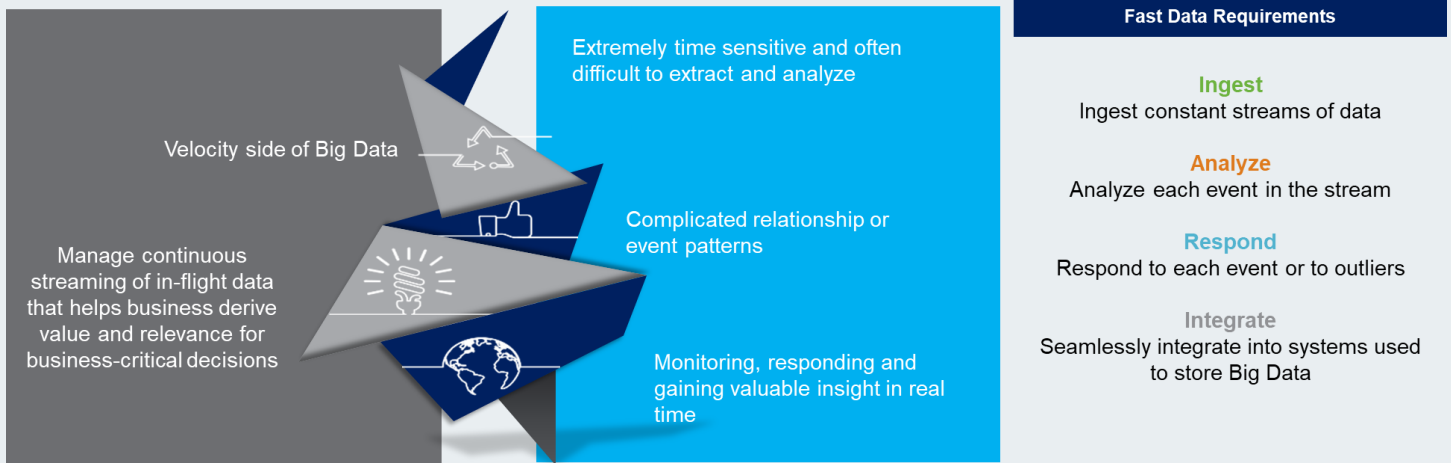 Velocity side of Big Data
Manage continuous
streaming of in-flight data
that helps business derive
value and relevance for
business-critical decisions
Extremely time sensitive and often
difficult to extract and analyze
Complicated relationship or
event patterns
Monitoring, responding and
gaining valuable insight in real
time
Fast Data Requirements
Ingest
Ingest constant streams of data
Analyze
Analyze each event in the stream
Respond
Respond to each event or to outliers
Integrate
Seamlessly integrate into systems used
to store Big Data